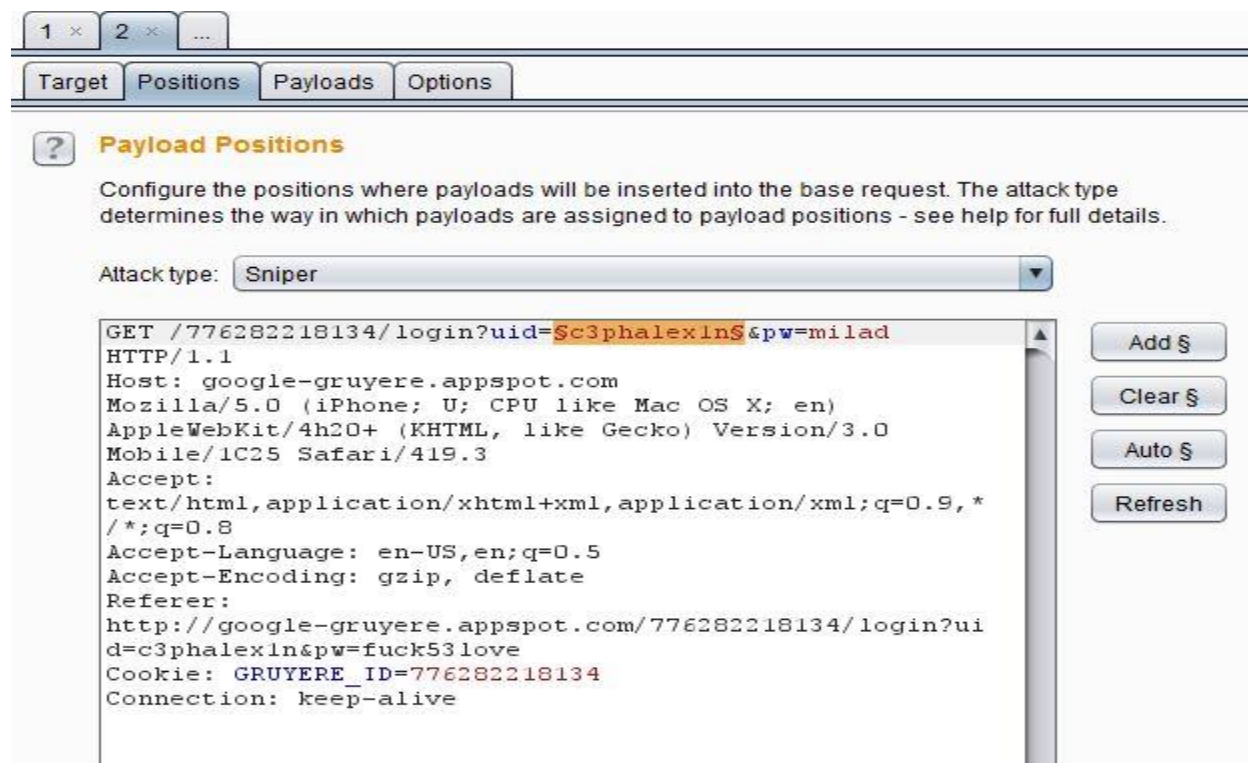 1 × 2 × ...
Target Positions Payloads Options
? Payload Positions
Configure the positions where payloads will be inserted into the base request. The attack type
determines the way in which payloads are assigned to payload positions - see help for full details.
Attack type: Sniper
GET /776282218134/login?uid=§c3phalex1n§&pw=milad
HTTP/1.1
Host: google-gruyere.appspot.com
Mozilla/5.0 (iPhone; U; CPU like Mac OS X; en)
AppleWebKit/4h20+ (KHTML, like Gecko) Version/3.0
Mobile/1C25 Safari/419.3
Accept:
text/html,application/xhtml+xml,application/xml;q=0.9,*
/*;q=0.8
Accept-Language: en-US,en;q=0.5
Accept-Encoding: gzip, deflate
Referer:
http://google-gruyere.appspot.com/776282218134/login?ui
d=c3phalex1n&pw=fuck53love
Cookie: GRUYERE_ID=776282218134
Connection: keep-alive
Add §
Clear §
Auto §
Refresh